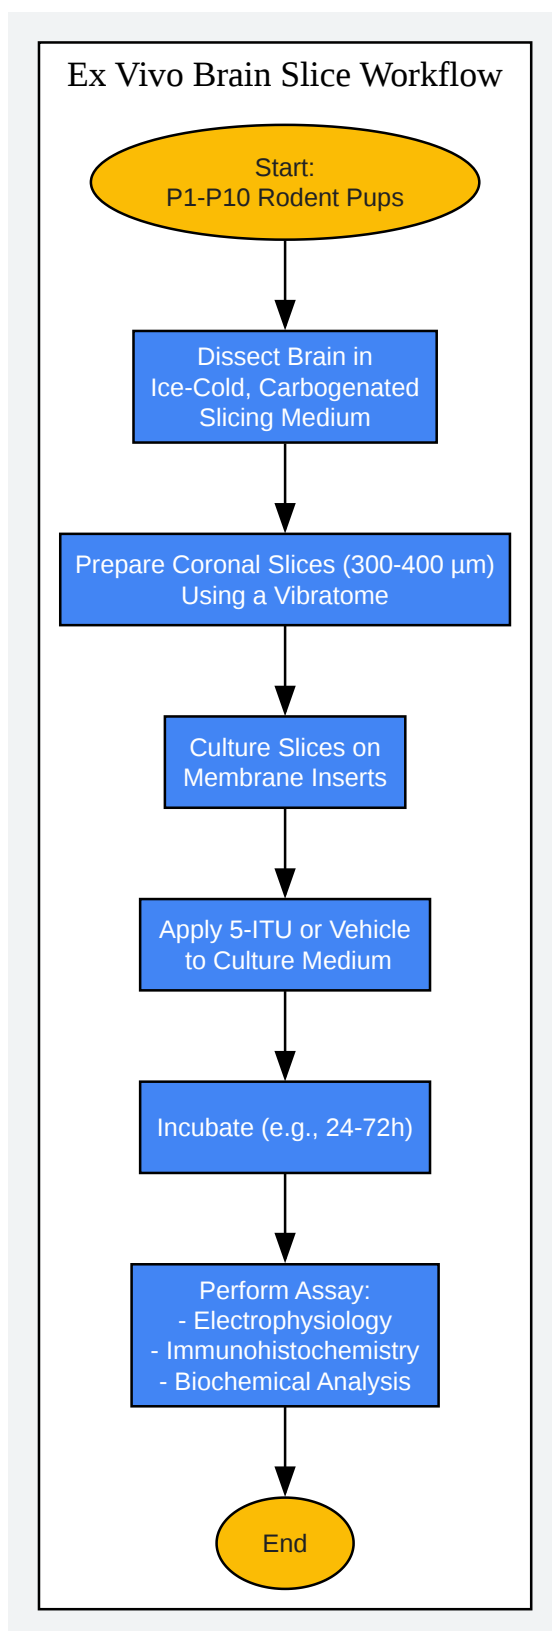 Ex Vivo Brain Slice Workflow
Start:
P1-P10 Rodent Pups
Dissect Brain in
Ice-Cold, Carbogenated
Slicing Medium
Prepare Coronal Slices (300-400 µm)
Using a Vibratome
Culture Slices on
Membrane Inserts
Apply 5-ITU or Vehicle
to Culture Medium
Incubate (e.g., 24-72h)
Perform Assay:
- Electrophysiology
- Immunohistochemistry
- Biochemical Analysis
End